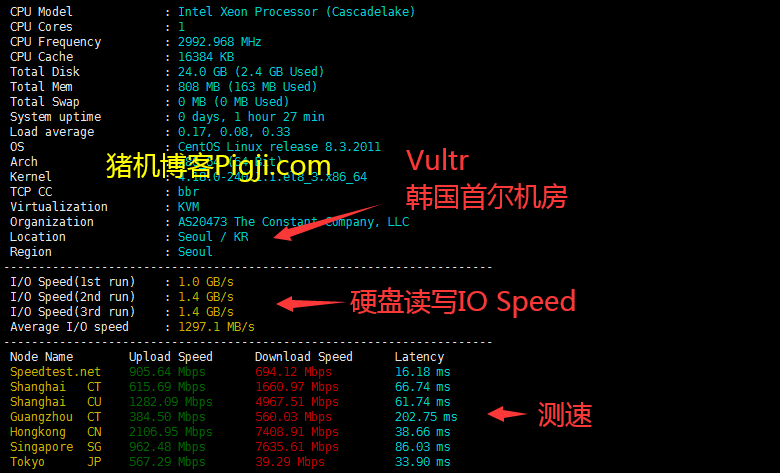 CPU Model : Intel Xeon Processor (Cascadelake)
CPU Cores : 1
CPU Frequency : 2992.968 MHz
CPU Cache : 16384 KB
Total Disk : 24.0 GB (2.4 GB Used)
Total Mem : 808 MB (163 MB Used)
Total Swap : 0 MB (0 MB Used)
System uptime : 0 days, 1 hour 27 min
Load average : 0.17, 0.08, 0.33
OS : CentOS Linux release 8.3.2011
Arch :
猪机博客Pigji.com
Vultr
韩国首尔机房
Kernel :
TCP CC : bbr
Virtualization : KVM
Organization : AS20473 The Constant Company, LLC
Location : Seoul / KR
Region : Seoul
I/O Speed(1st run) : 1.0 GB/s
I/O Speed(2nd run) : 1.4 GB/s
I/O Speed(3rd run) : 1.4 GB/s
Average I/O speed : 1297.1 MB/s
硬盘读写IO Speed
Node Name Upload Speed Download Speed Latency
Speedtest.net 905.64 Mbps 694.12 Mbps 16.18 ms
Shanghai CT 615.69 Mbps 1660.97 Mbps 66.74 ms
Shanghai CU 1282.09 Mbps 4967.51 Mbps 61.74 ms
Guangzhou CT 384.50 Mbps 560.03 Mbps 202.75 ms
Hongkong CN 2106.95 Mbps 7408.91 Mbps 38.66 ms
Singapore SG 962.48 Mbps 7635.61 Mbps 86.03 ms
Tokyo JP 567.29 Mbps 39.29 Mbps 33.90 ms
测速